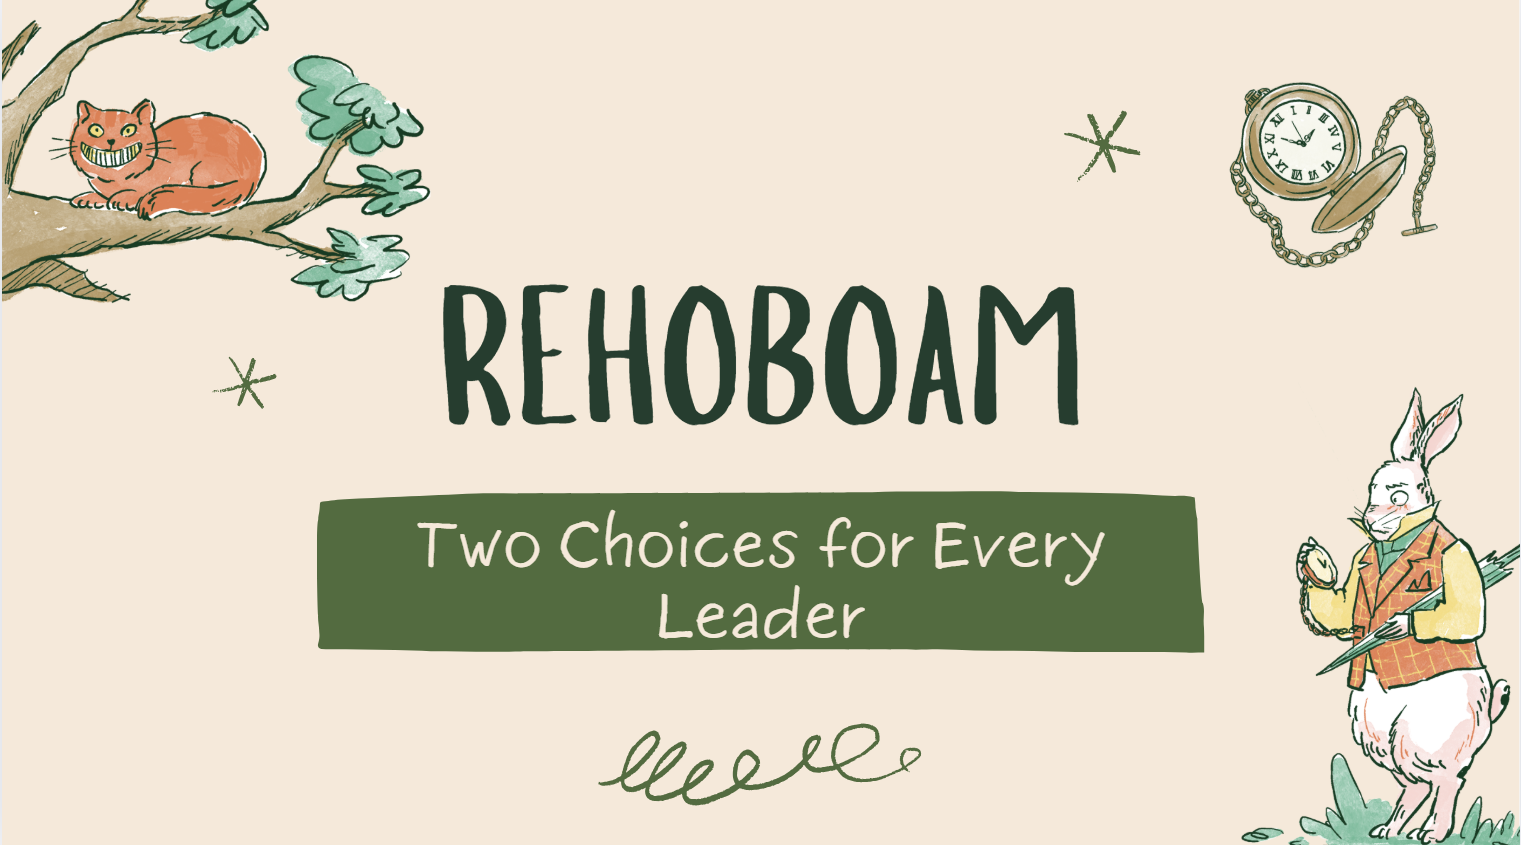 REHOBOAM
Two Choices for Every
Leader